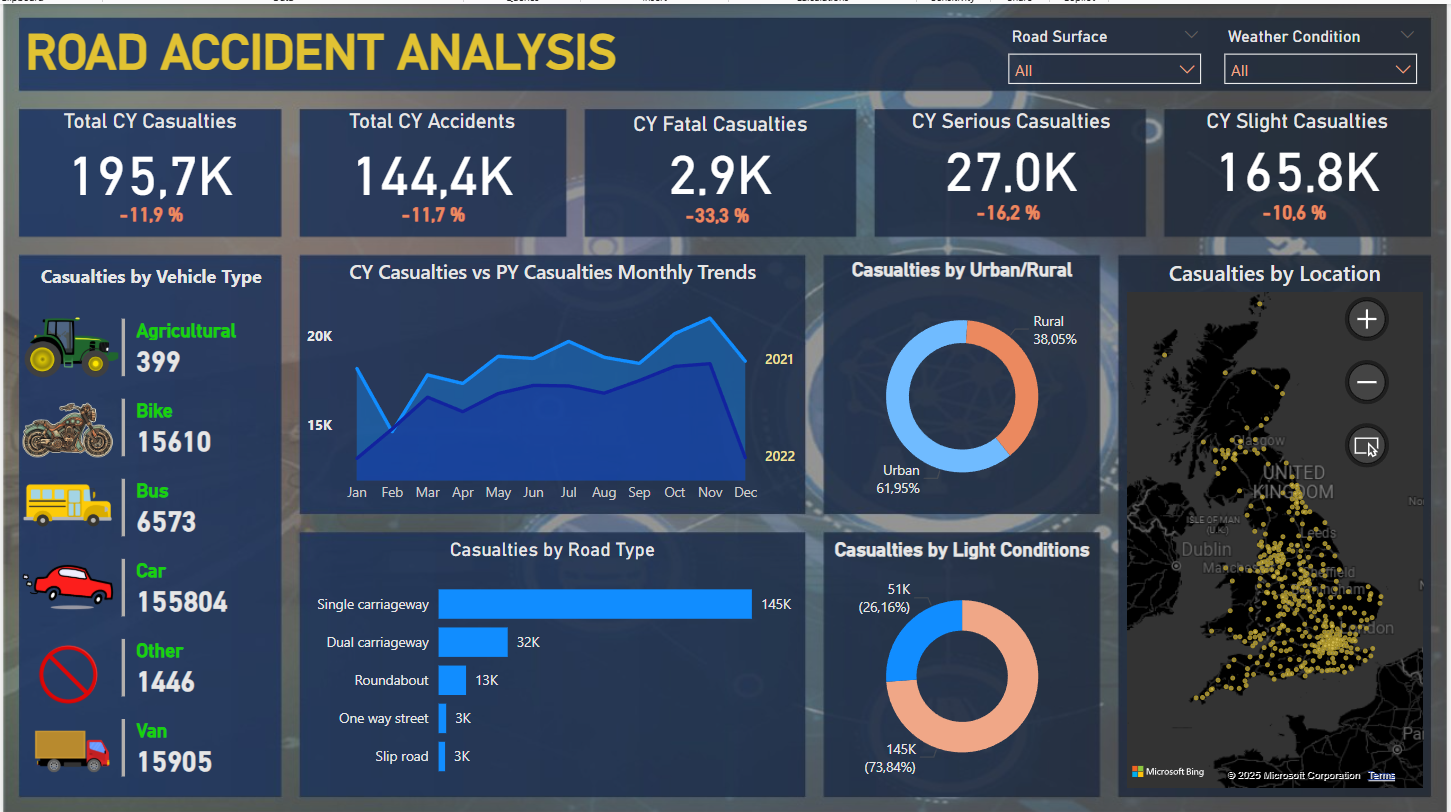 ROAD ACCIDENT ANALYSIS
Road Surface
All
Weather Condition
All
Total CY Casualties
195,7K
-11,9 %
Total CY Accidents
144,4K
-11,7 %
CY Fatal Casualties
2,9K
-33,3 %
CY Serious Casualties
27,0K
-16,2 %
CY Slight Casualties
165,8K
-10,6 %
Casualties by Vehicle Type
Agricultural
399
Bike
15610
Bus
6573
Car
155804
Other
1446
Van
15905
CY Casualties vs PY Casualties Monthly Trends
20K
15K
2021
2022
Jan Feb Mar Apr May Jun Jul Aug Sep Oct Nov Dec
Casualties by Road Type
Single carriageway 145K
Dual carriageway 32K
Roundabout 13K
One way street 3K
Slip road 3K
Casualties by Urban/Rural
Rural
38,05%
Urban
61,95%
Casualties by Light Conditions
51K
(26,16%)
145K
(73,84%)
Casualties by Location
Glasgow
UNITED
KINGDOM
ISLE OF MAN
(U.K.)
Leeds
Dublin
Microsoft Bing
© 2025 Microsoft Corporation Terms